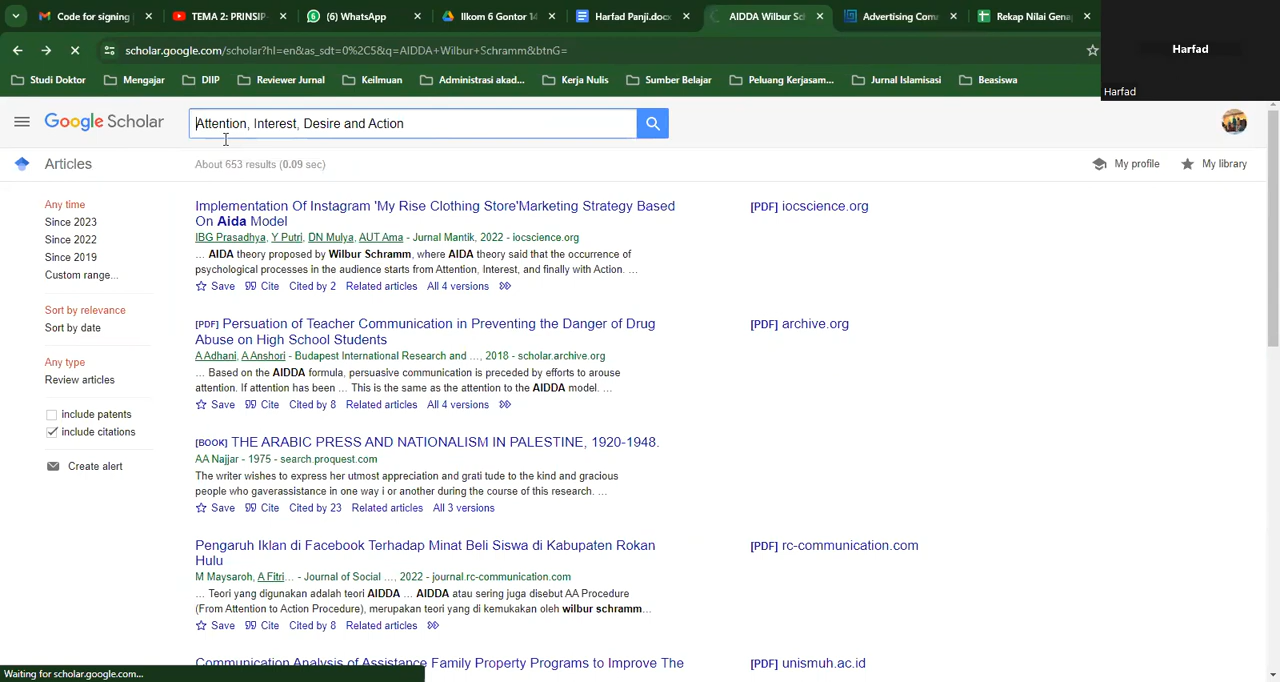 Code for signing
TEMA 2: PRINSIP
(6) WhatsApp
Ilkom 6 Gontor 14
Harfad Panji.docx
AIDDA Wilbur Sc
Advertising Com
Rekap Nilai Gena
scholar.google.com/scholar?hl=en&as_sdt=0%2C5&q=AIDDA+Wilbur+Schramm&btnG=
Harfad
Harfad
Studi Doktor
Mengajar
DIIP
Reviewer Jurnal
Keilmuan
Administrasi akad...
Kerja Nulis
Sumber Belajar
Peluang Kerjasam...
Jurnal Islamisasi
Beasiswa
Google Scholar
Attention, Interest, Desire and Action
Articles
About 653 results (0.09 sec)
My profile
My library
Any time
Since 2023
Since 2022
Since 2019
Custom range...
Sort by relevance
Sort by date
Any type
Review articles
include patents
include citations
Create alert
Implementation Of Instagram 'My Rise Clothing Store'Marketing Strategy Based
On Aida Model
IBG Prasadhya, Y Putri, DN Mulya, AUT Ama - Jurnal Mantik, 2022 - iocscience.org
... AIDA theory proposed by Wilbur Schramm, where AIDA theory said that the occurrence of
psychological processes in the audience starts from Attention, Interest, and finally with Action. ...
Save Cite Cited by 2 Related articles All 4 versions
[PDF] iocscience.org
[PDF] Persuation of Teacher Communication in Preventing the Danger of Drug
Abuse on High School Students
A Adhani, A Anshori - Budapest International Research and ..., 2018 - scholar.archive.org
... Based on the AIDDA formula, persuasive communication is preceded by efforts to arouse
attention. If attention has been ... This is the same as the attention to the AIDDA model. ...
Save Cite Cited by 8 Related articles All 4 versions
[PDF] archive.org
[BOOK] THE ARABIC PRESS AND NATIONALISM IN PALESTINE, 1920-1948.
AA Najjar - 1975 - search.proquest.com
The writer wishes to express her utmost appreciation and grati tude to the kind and gracious
people who gaverassistance in one way i or another during the course of this research. ...
Save Cite Cited by 23 Related articles All 3 versions
Pengaruh Iklan di Facebook Terhadap Minat Beli Siswa di Kabupaten Rokan
Hulu
M Maysaroh, A Fitri... - Journal of Social ..., 2022 - journal.rc-communication.com
... Teori yang digunakan adalah teori AIDDA ... AIDDA atau sering juga disebut AA Procedure
(From Attention to Action Procedure), merupakan teori yang di kemukakan oleh wilbur schramm...
Save Cite Cited by 8 Related articles
[PDF] rc-communication.com
Communication Analysis of Assistance Family Property Programs to Improve The
[PDF] unismuh.ac.id
Waiting for scholar.google.com...